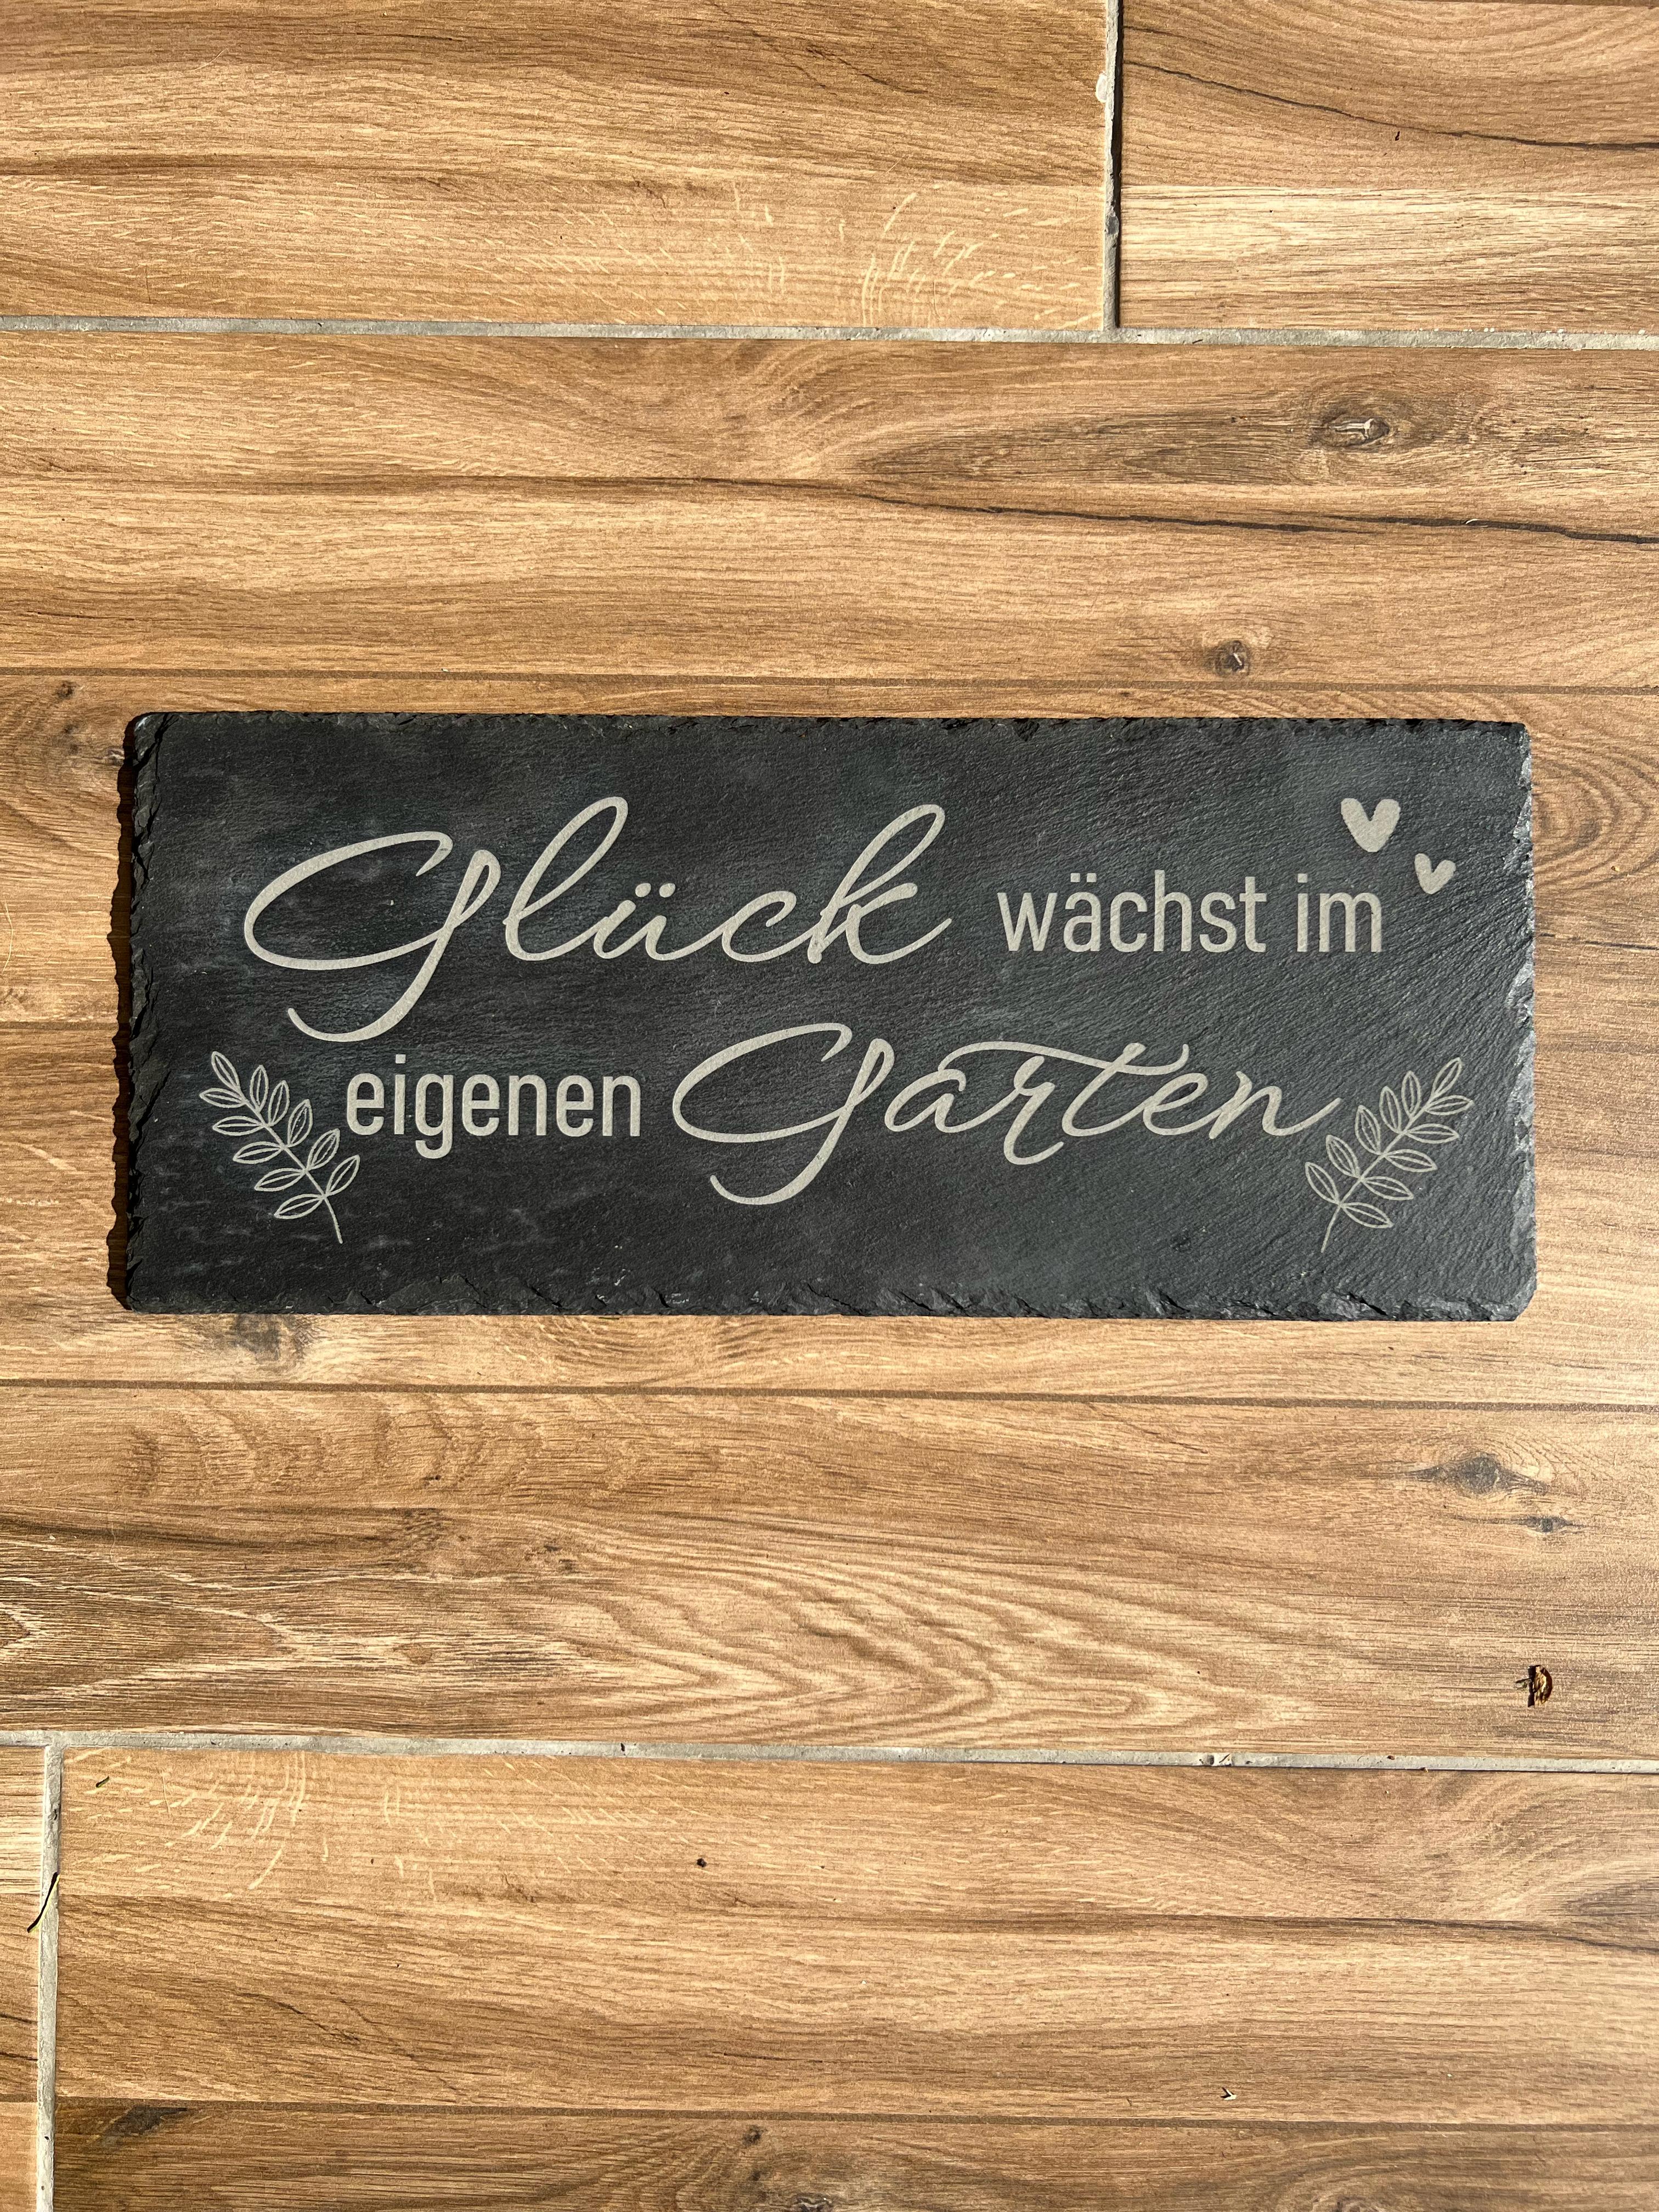 Glück wächst im
eigenen Garten